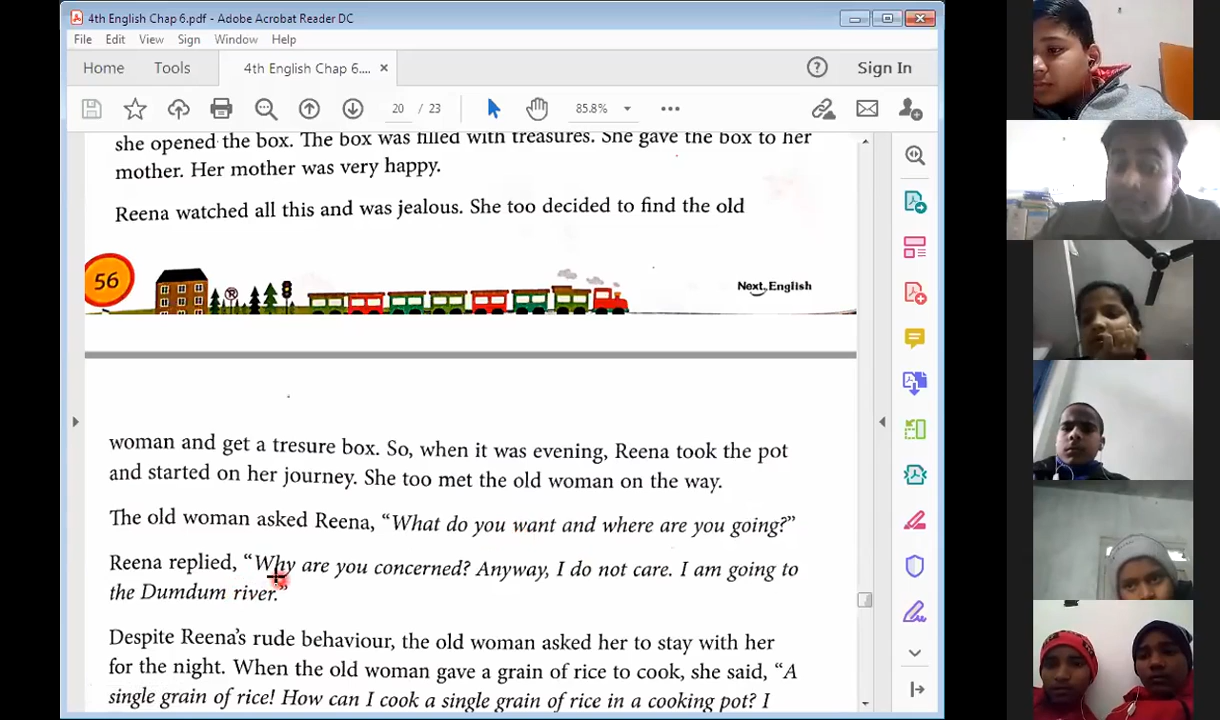 4th English Chap 6.pdf - Adobe Acrobat Reader DC
File Edit View Sign Window Help
Home Tools 4th English Chap 6.... × ? Sign In
20 / 23 85.8%
she opened the box. The box was filled with treasures. She gave the box to her
mother. Her mother was very happy.
Reena watched all this and was jealous. She too decided to find the old
56
Next English
woman and get a tresure box. So, when it was evening, Reena took the pot
and started on her journey. She too met the old woman on the way.
The old woman asked Reena, “What do you want and where are you going?”
Reena replied, “Why are you concerned? Anyway, I do not care. I am going to
the Dumdum river.”
Despite Reena’s rude behaviour, the old woman asked her to stay with her
for the night. When the old woman gave a grain of rice to cook, she said, “A
single grain of rice! How can I cook a single grain of rice in a cooking pot? I